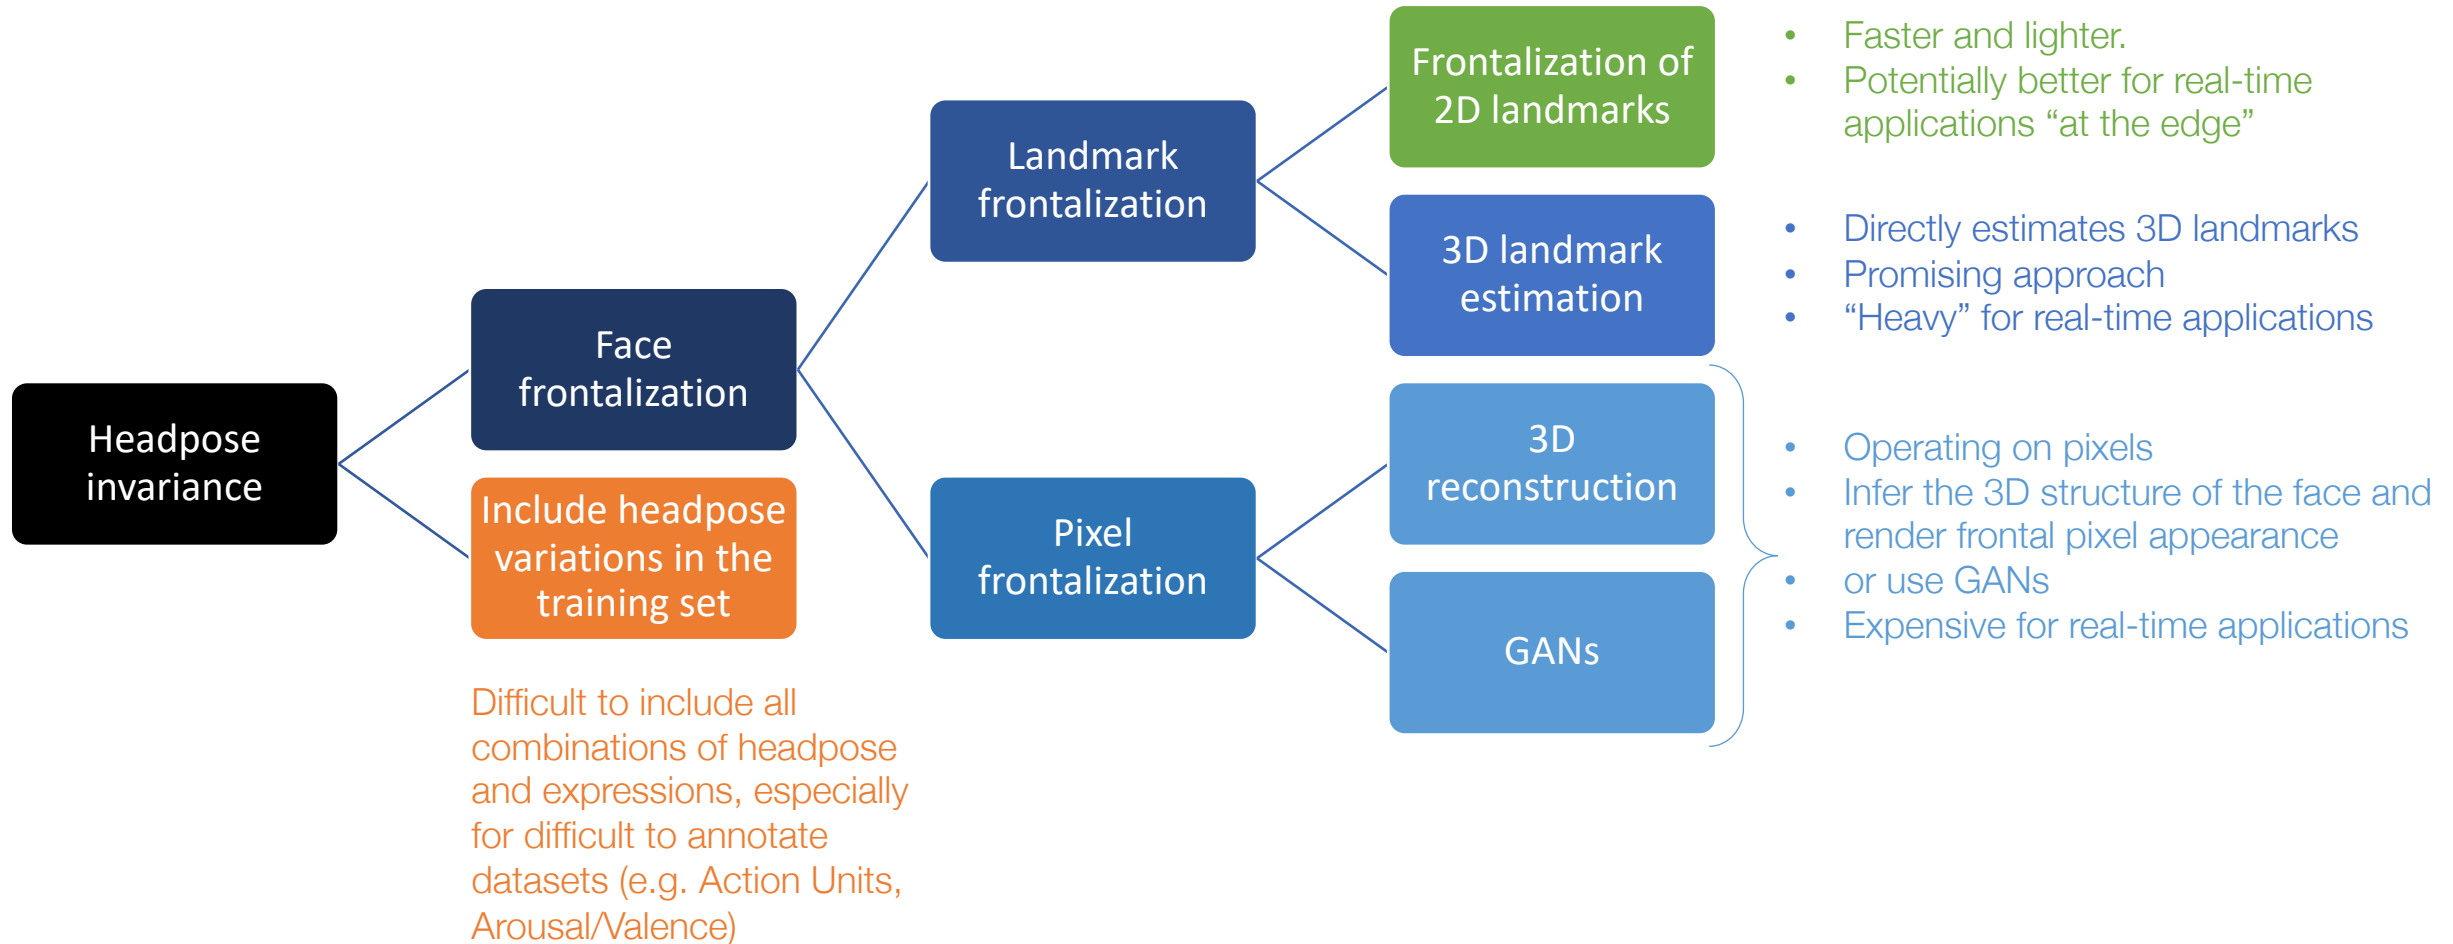 Headpose
invariance
Face
frontalization
Include headpose
variations in the
training set
Difficult to include all
combinations of headpose
and expressions, especially
for difficult to annotate
datasets (e.g. Action Units,
Arousal/Valence)
Landmark
frontalization
Pixel
frontalization
Frontalization of
2D landmarks
• Faster and lighter.
• Potentially better for real-time
applications “at the edge”
3D landmark
estimation
• Directly estimates 3D landmarks
• Promising approach
• “Heavy” for real-time applications
3D
reconstruction
GANs
• Operating on pixels
• Infer the 3D structure of the face and
render frontal pixel appearance
• or use GANs
• Expensive for real-time applications